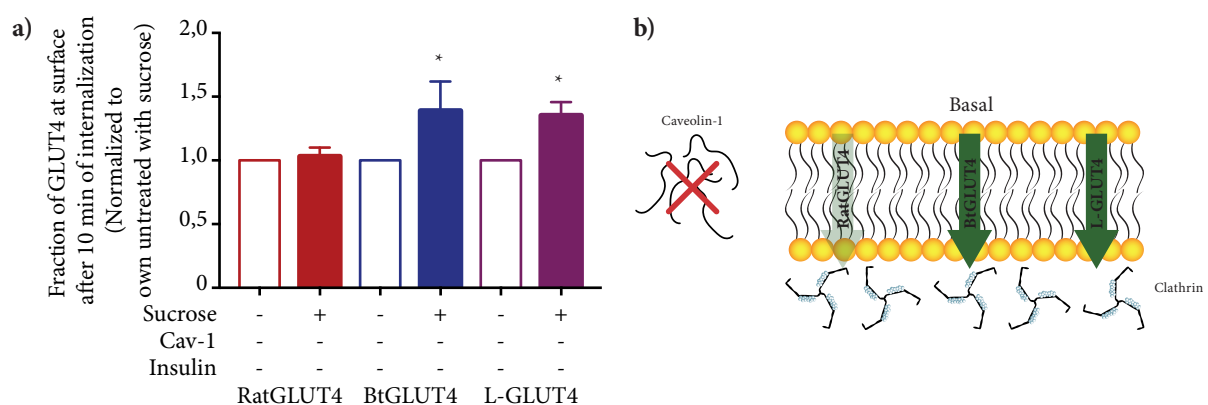 a)
Fraction of GLUT4 at surface
after 10 min of internalization
(Normalized to
own untreated with sucrose)
2,0
1,5
1,0
0,5
0
*
*
Sucrose - + - + - +
Cav-1 - - - - - -
Insulin - - - - - -
RatGLUT4 BtGLUT4 L-GLUT4
b)
Basal
Caveolin-1
RatGLUT4
BtGLUT4
L-GLUT4
Clathrin